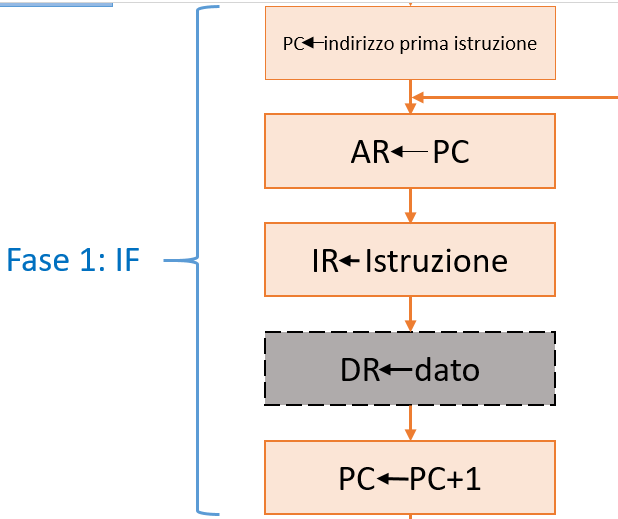 PC←indirizzo prima istruzione
AR← PC
Fase 1: IF
IR←Istruzione
DR←dato
PC←PC+1